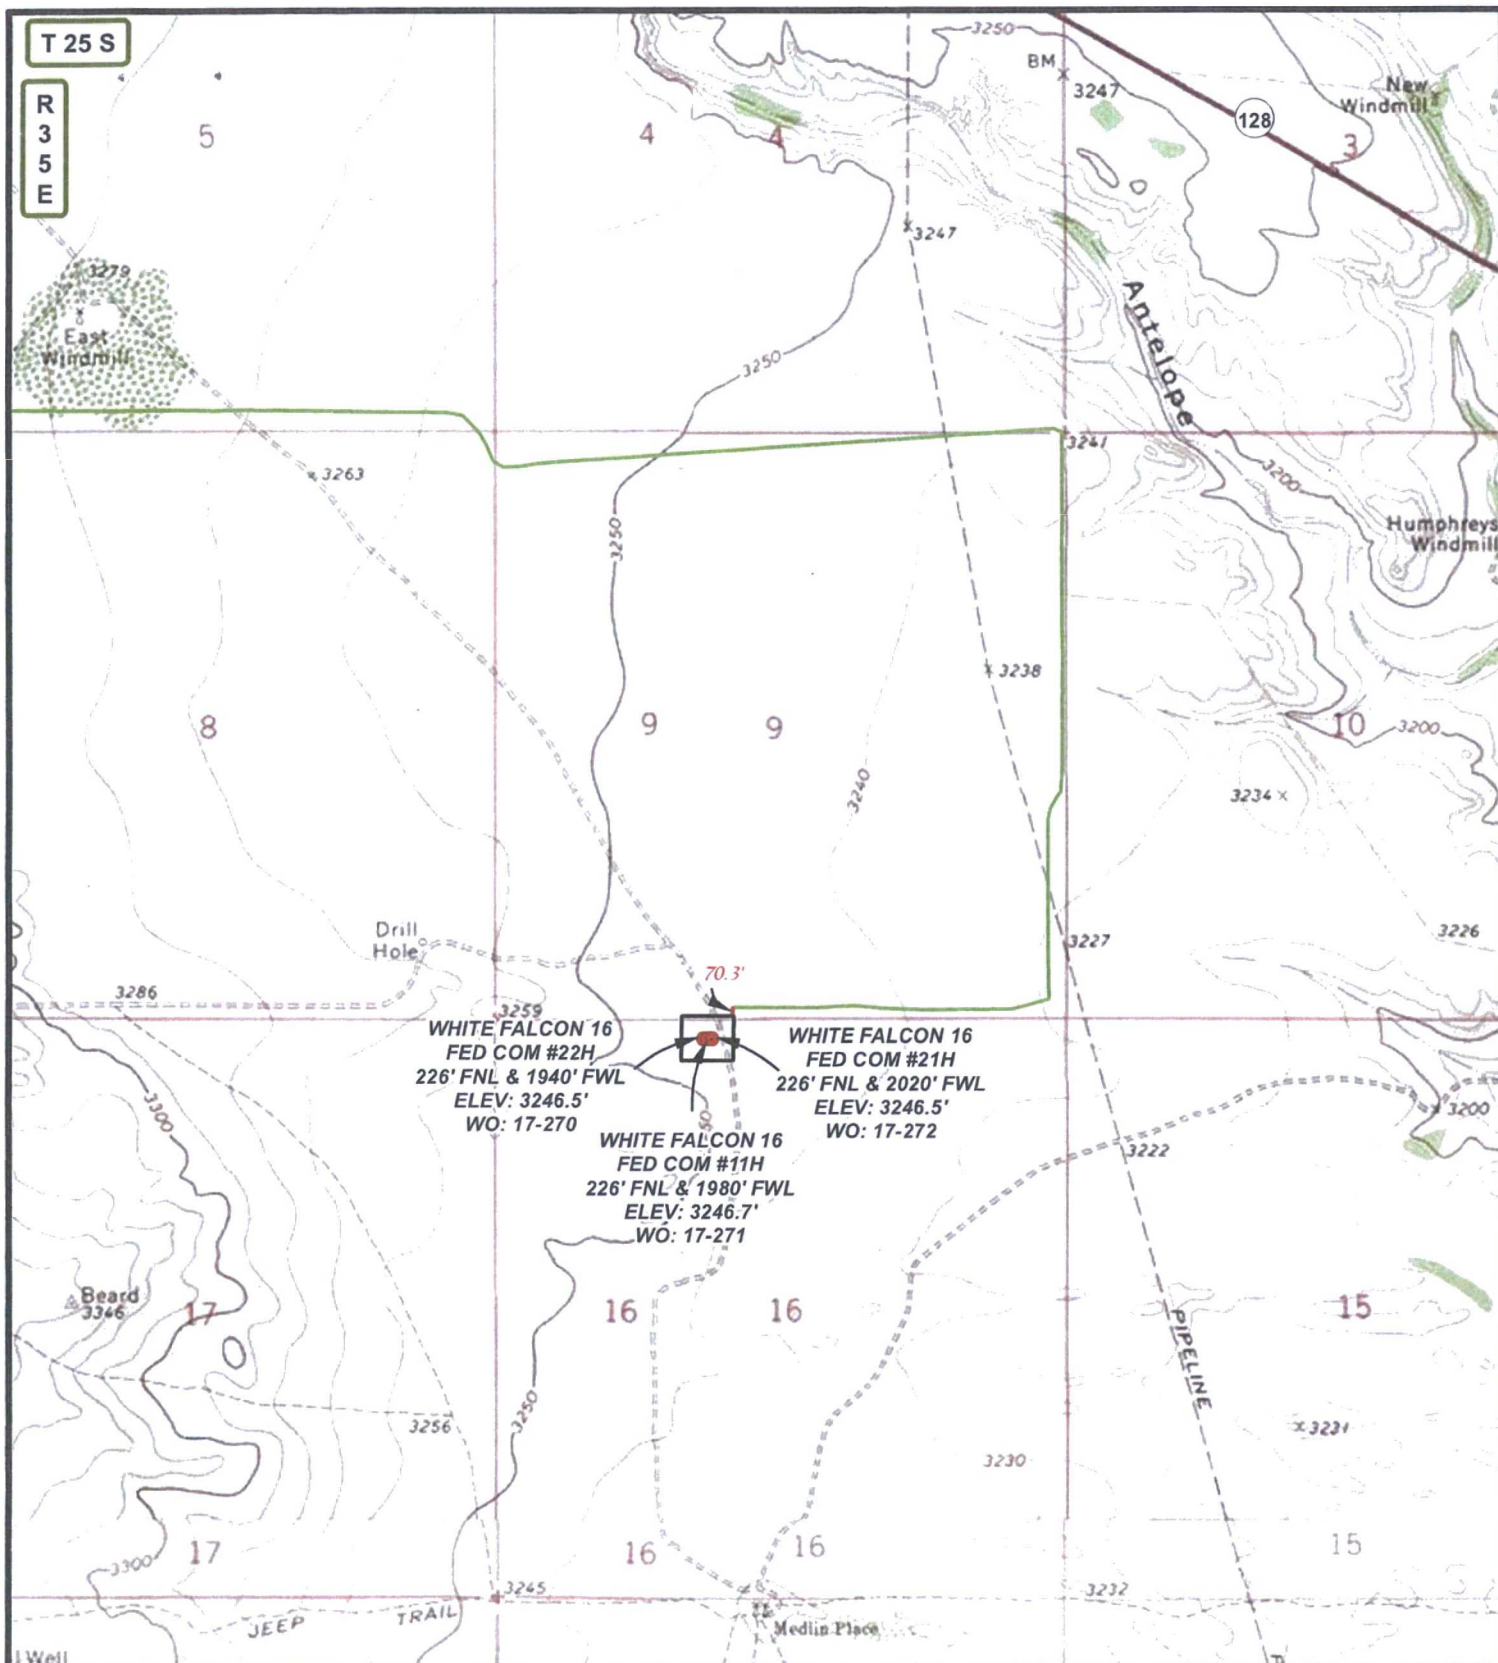 T 25 S
R
3
5
E
5
4
4
3250
BM
3247
128
New
Windmill
3
3247
3279
East
Windmill
3250
Antelope
3241
3263
3200
3250
Humphreys
Windmill
3238
8
9
9
3240
10
3200
3234
Drill
Hole
3227
3226
70.3'
3286
3259
WHITE FALCON 16
FED COM #22H
226' FNL & 1940' FWL
ELEV: 3246.5'
WO: 17-270
WHITE FALCON 16
FED COM #21H
226' FNL & 2020' FWL
ELEV: 3246.5'
WO: 17-272
WHITE FALCON 16
FED COM #11H
226' FNL & 1980' FWL
ELEV: 3246.7'
WO: 17-271
50
3300
3200
3222
Beard
3346
17
16
16
15
PIPELINE
3256
3250
3231
3230
3300
17
16
16
15
3245
3232
JEEP TRAIL
Medlin Place
Well